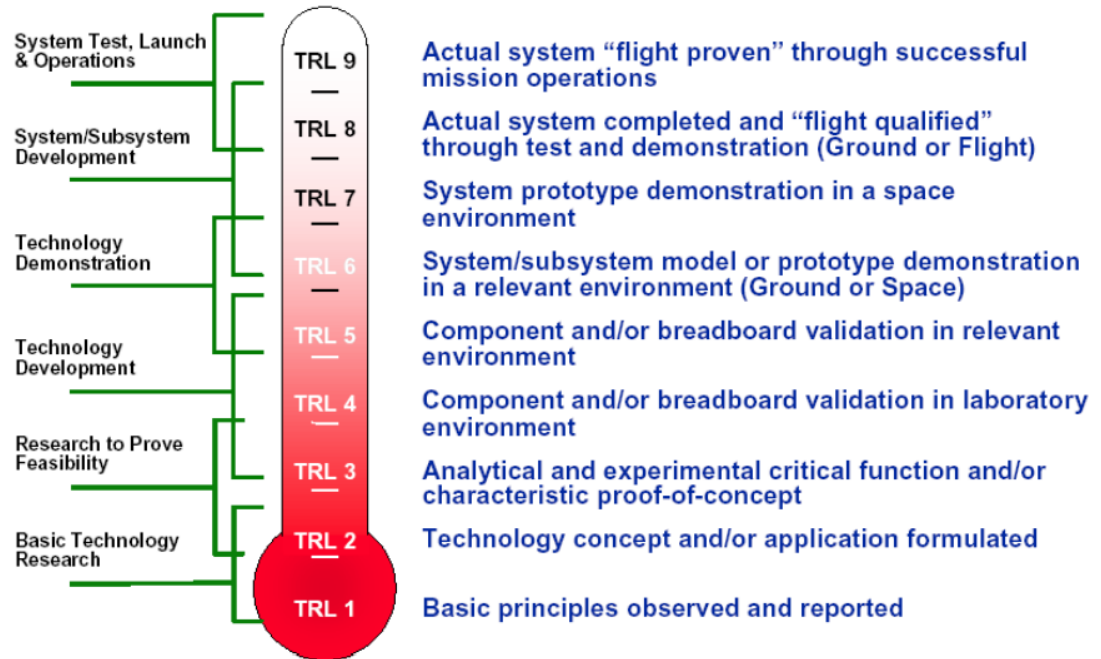 System Test, Launch
& Operations
System/Subsystem
Development
Technology
Demonstration
Technology
Development
Research to Prove
Feasibility
Basic Technology
Research
TRL 9
TRL 8
TRL 7
TRL 6
TRL 5
TRL 4
TRL 3
TRL 2
TRL 1
Actual system “flight proven” through successful
mission operations
Actual system completed and “flight qualified”
through test and demonstration (Ground or Flight)
System prototype demonstration in a space
environment
System/subsystem model or prototype demonstration
in a relevant environment (Ground or Space)
Component and/or breadboard validation in relevant
environment
Component and/or breadboard validation in laboratory
environment
Analytical and experimental critical function and/or
characteristic proof-of-concept
Technology concept and/or application formulated
Basic principles observed and reported